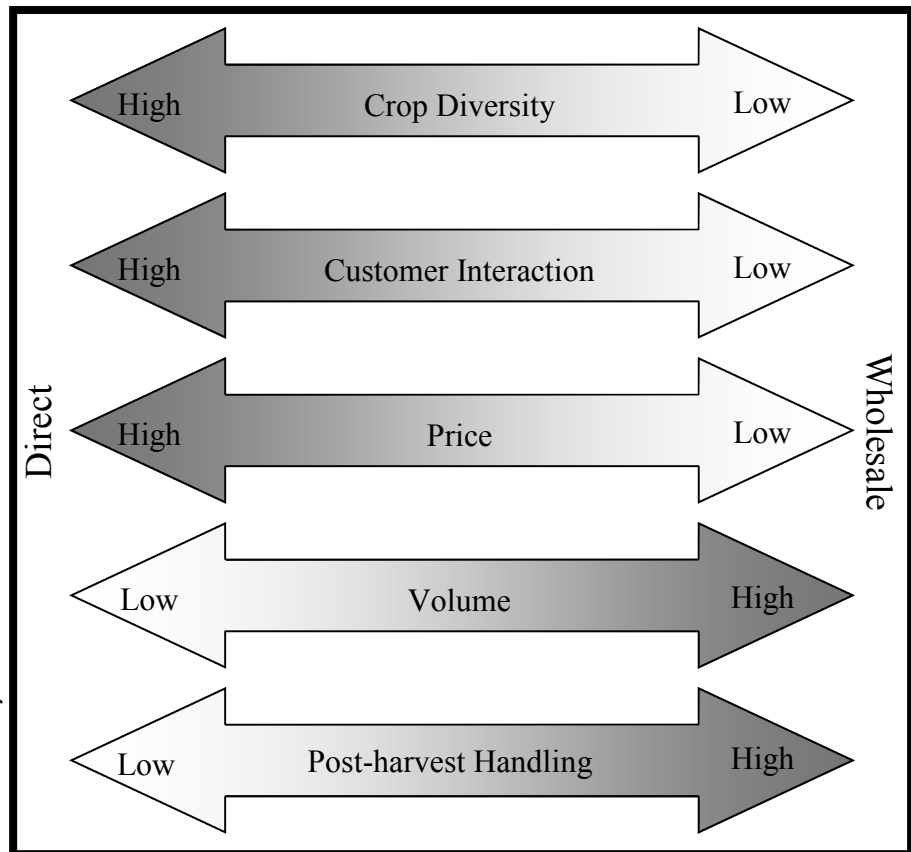 High Crop Diversity Low
High Customer Interaction Low
Direct
High Price Low
Wholesale
Low Volume High
Low Post-harvest Handling High